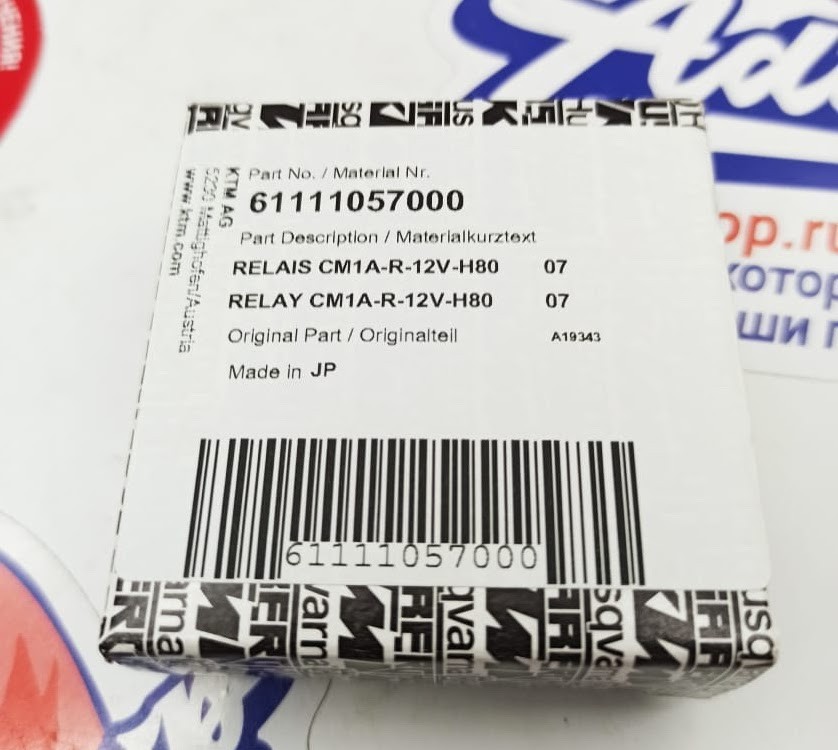 Part No. / Material Nr.
61111057000
Part Description / Materialkurztext
RELAIS CM1A-R-12V-H80 07
RELAY CM1A-R-12V-H80 07
Original Part / Originalteil A19343
Made in JP
61111057000
KTM AG
5230 Mattighofen/Austria
www.ktm.com
op.ru
котор
ши п